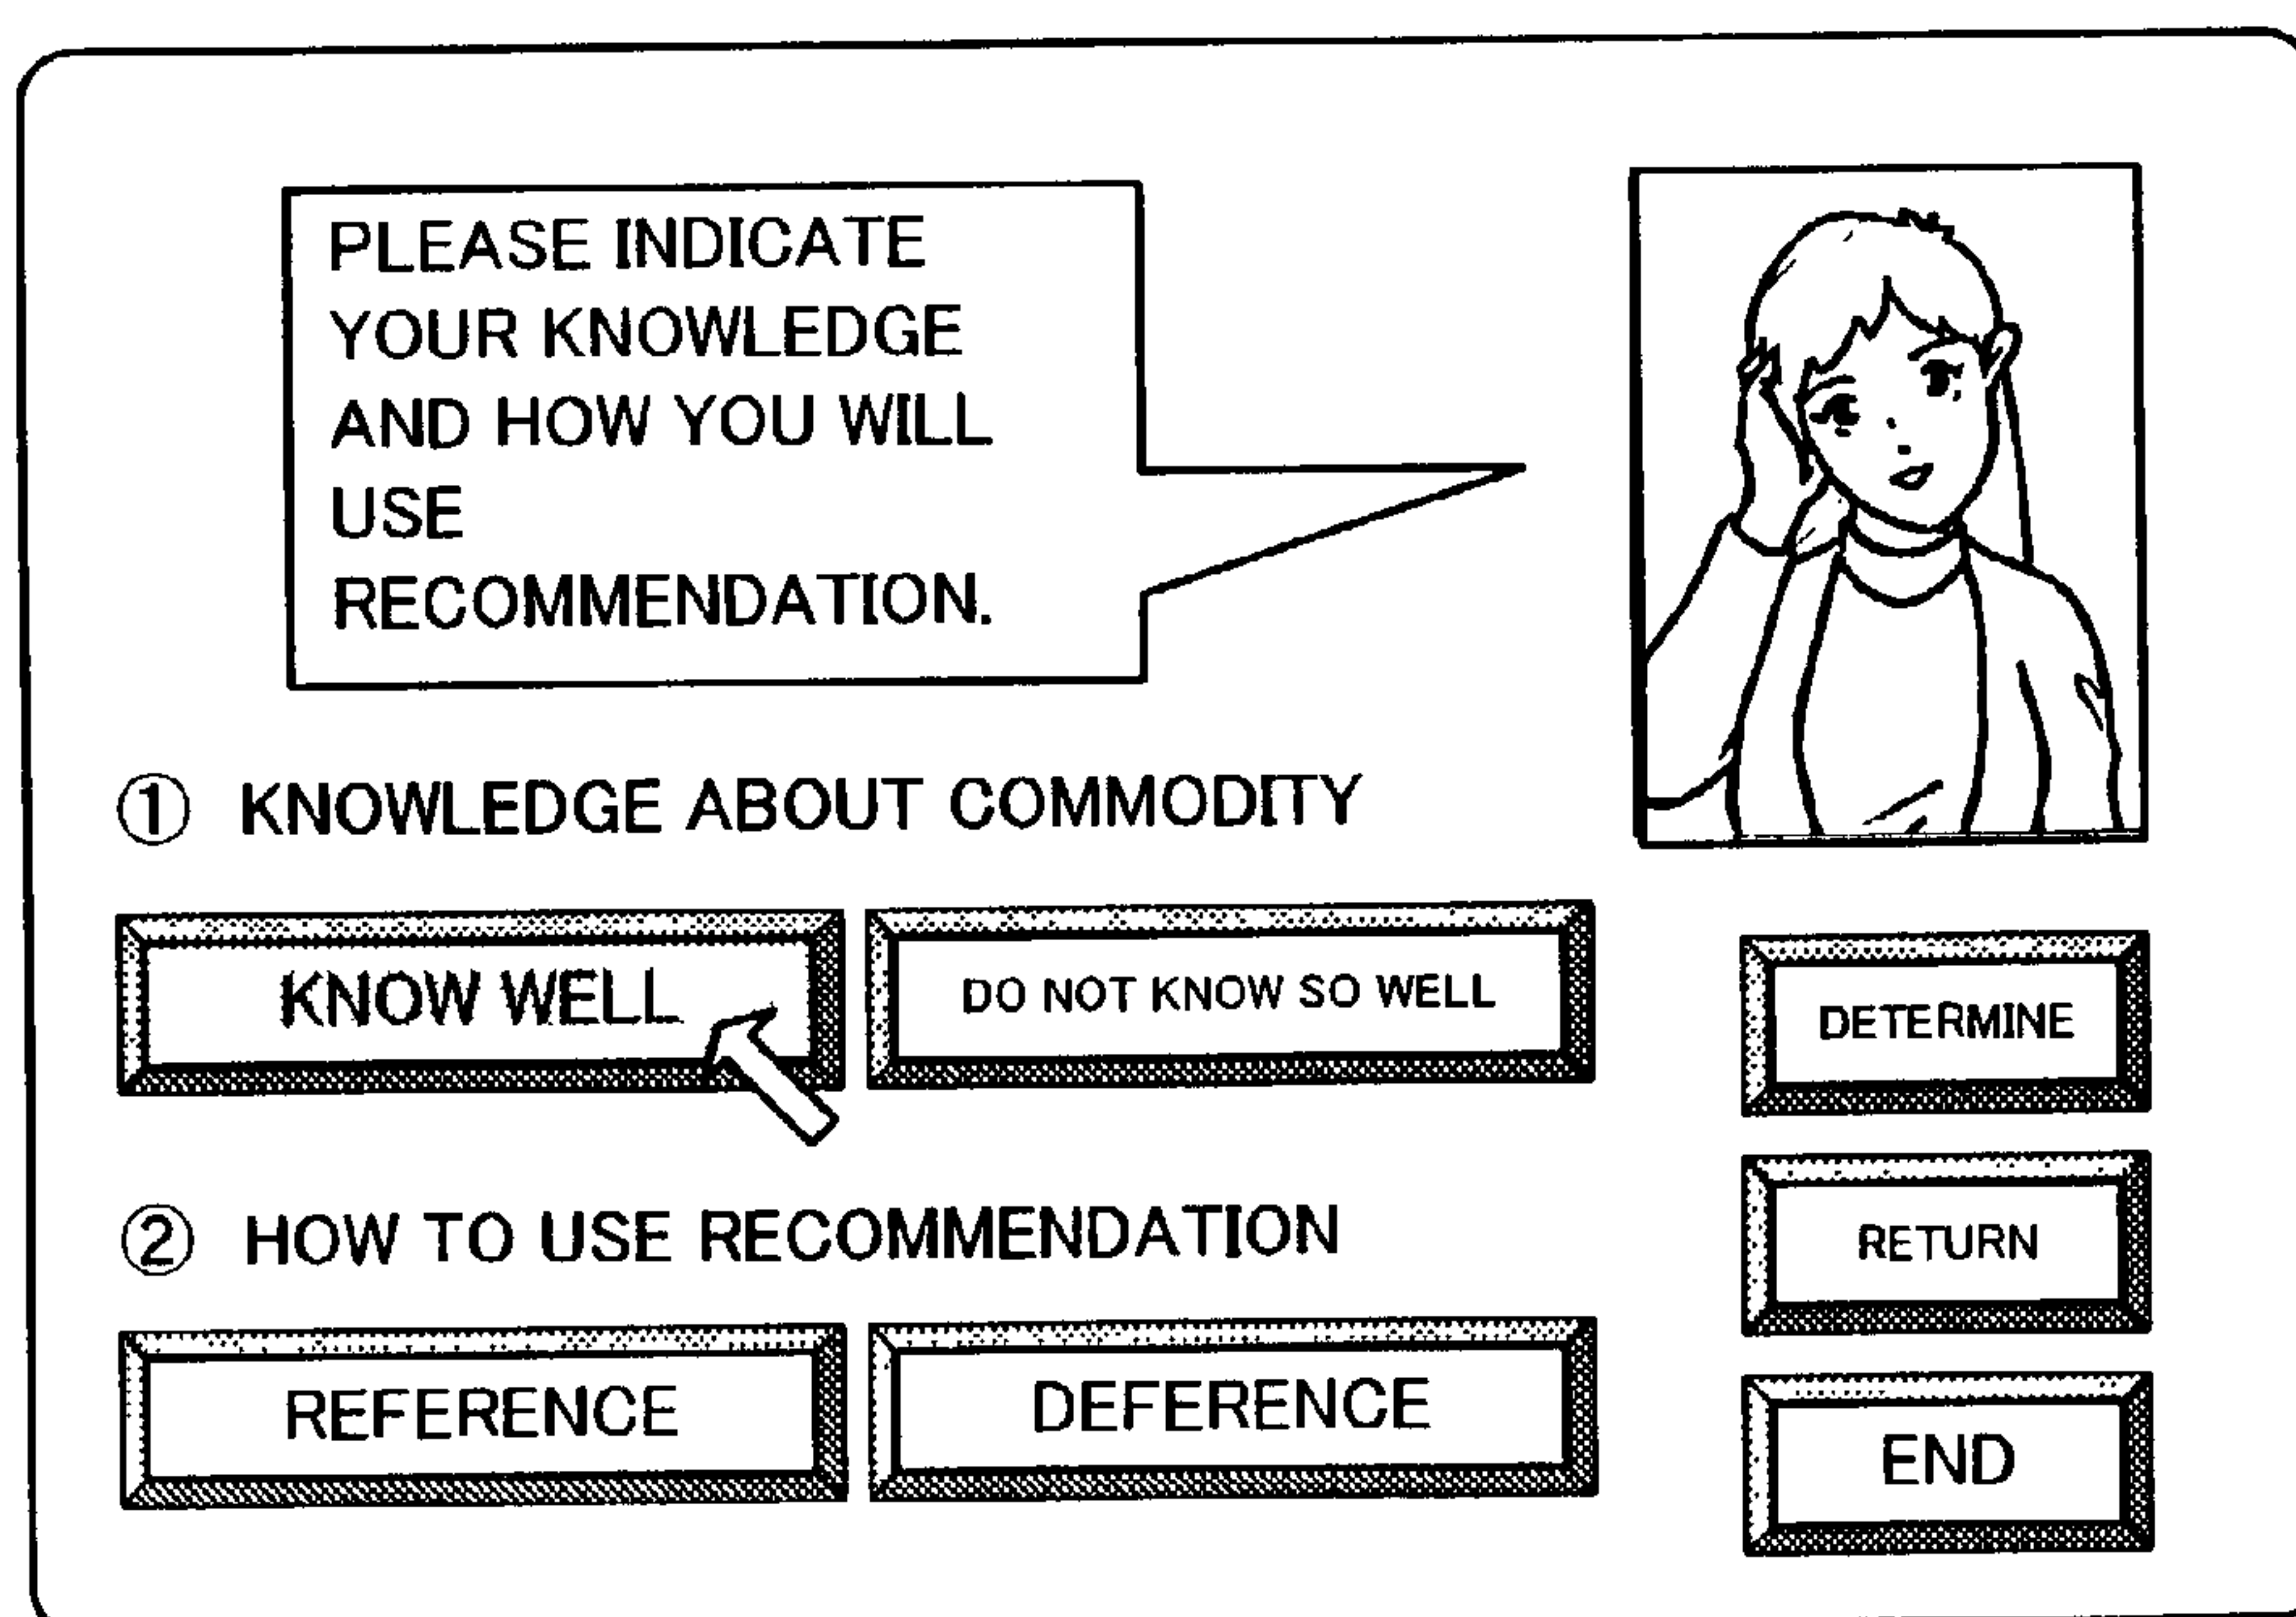 PLEASE INDICATE
YOUR KNOWLEDGE
AND HOW YOU WILL
USE
RECOMMENDATION.
① KNOWLEDGE ABOUT COMMODITY
KNOW WELL
DO NOT KNOW SO WELL
DETERMINE
② HOW TO USE RECOMMENDATION
RETURN
REFERENCE
DEFERENCE
END